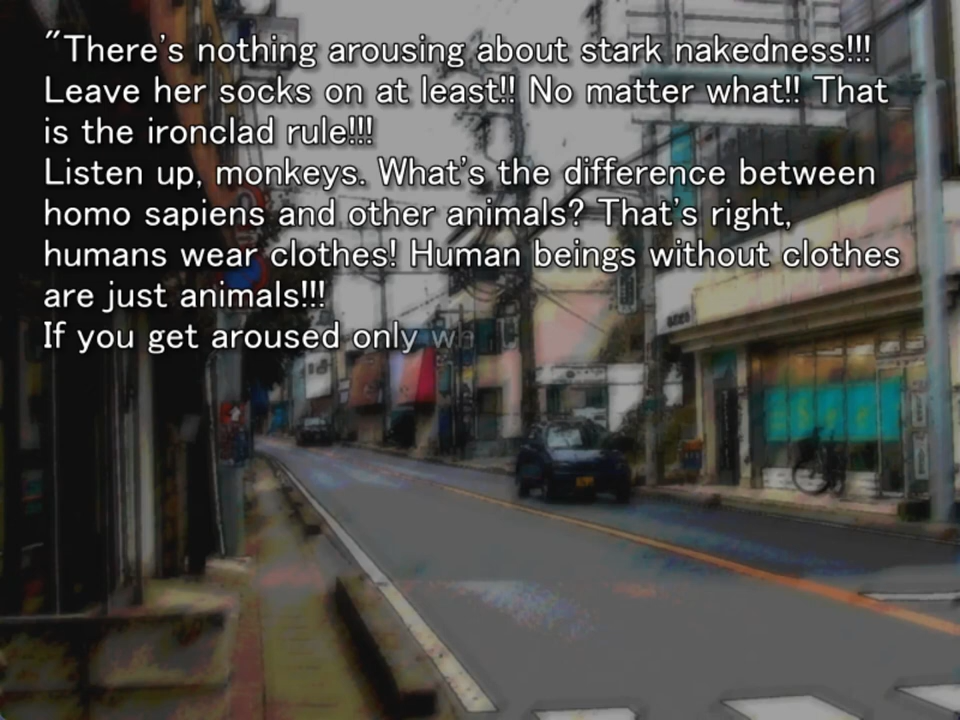 "There's nothing arousing about stark nakedness!!!
Leave her socks on at least!! No matter what!! That
is the ironclad rule!!!
Listen up, monkeys. What's the difference between
homo sapiens and other animals? That's right,
humans wear clothes! Human beings without clothes
are just animals!!!
If you get aroused only